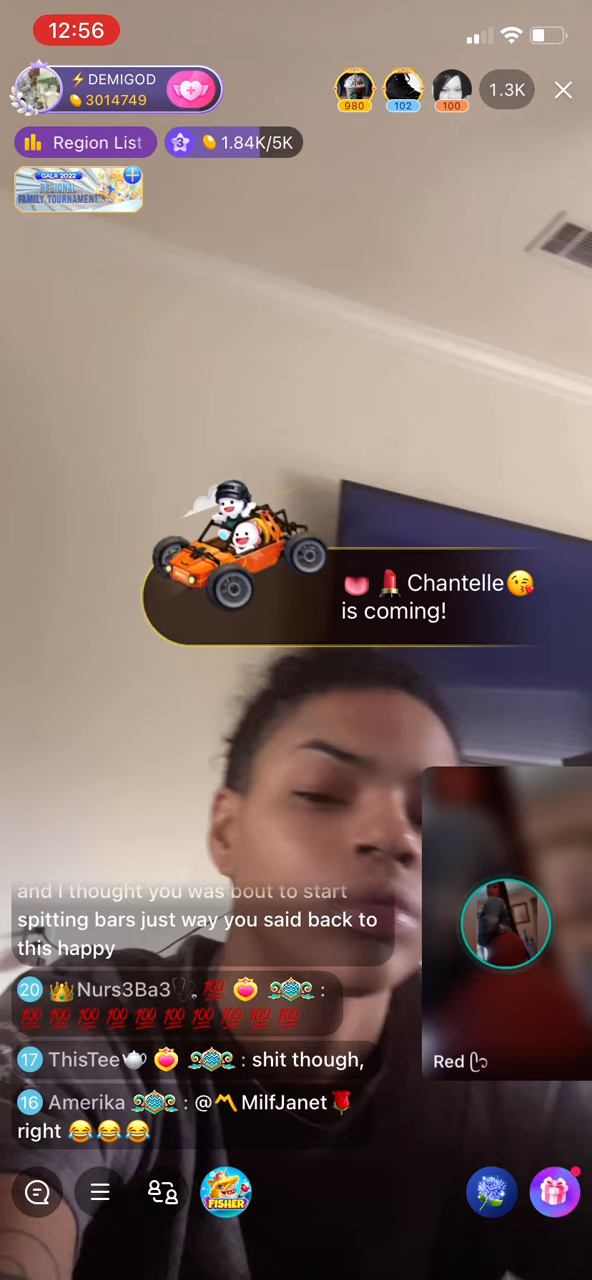 12:56
⚡DEMIGOD
3014749
980
102
100
1.3K
Region List
3
1.84K/5K
GALA 2022
REGIONAL
FAMILY TOURNAMENT
👅💄Chantelle😘
is coming!
and I thought you was bout to start
spitting bars just way you said back to
this happy
20 👑Nurs3Ba3🩺💯 :
💯💯💯💯💯💯💯💯💯💯
17 ThisTee🫖 : shit though,
16 Amerika : @〽️MilfJanet🌹
right 😂😂😂
Red
FISHER